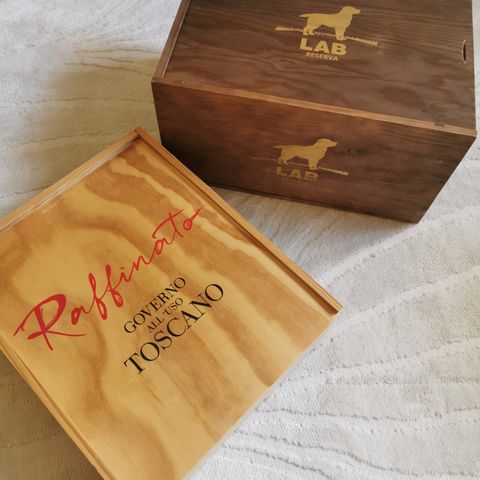 LAB
RESERVA
LAB
Raffinato
GOVERNO
ALL'USO
TOSCANO